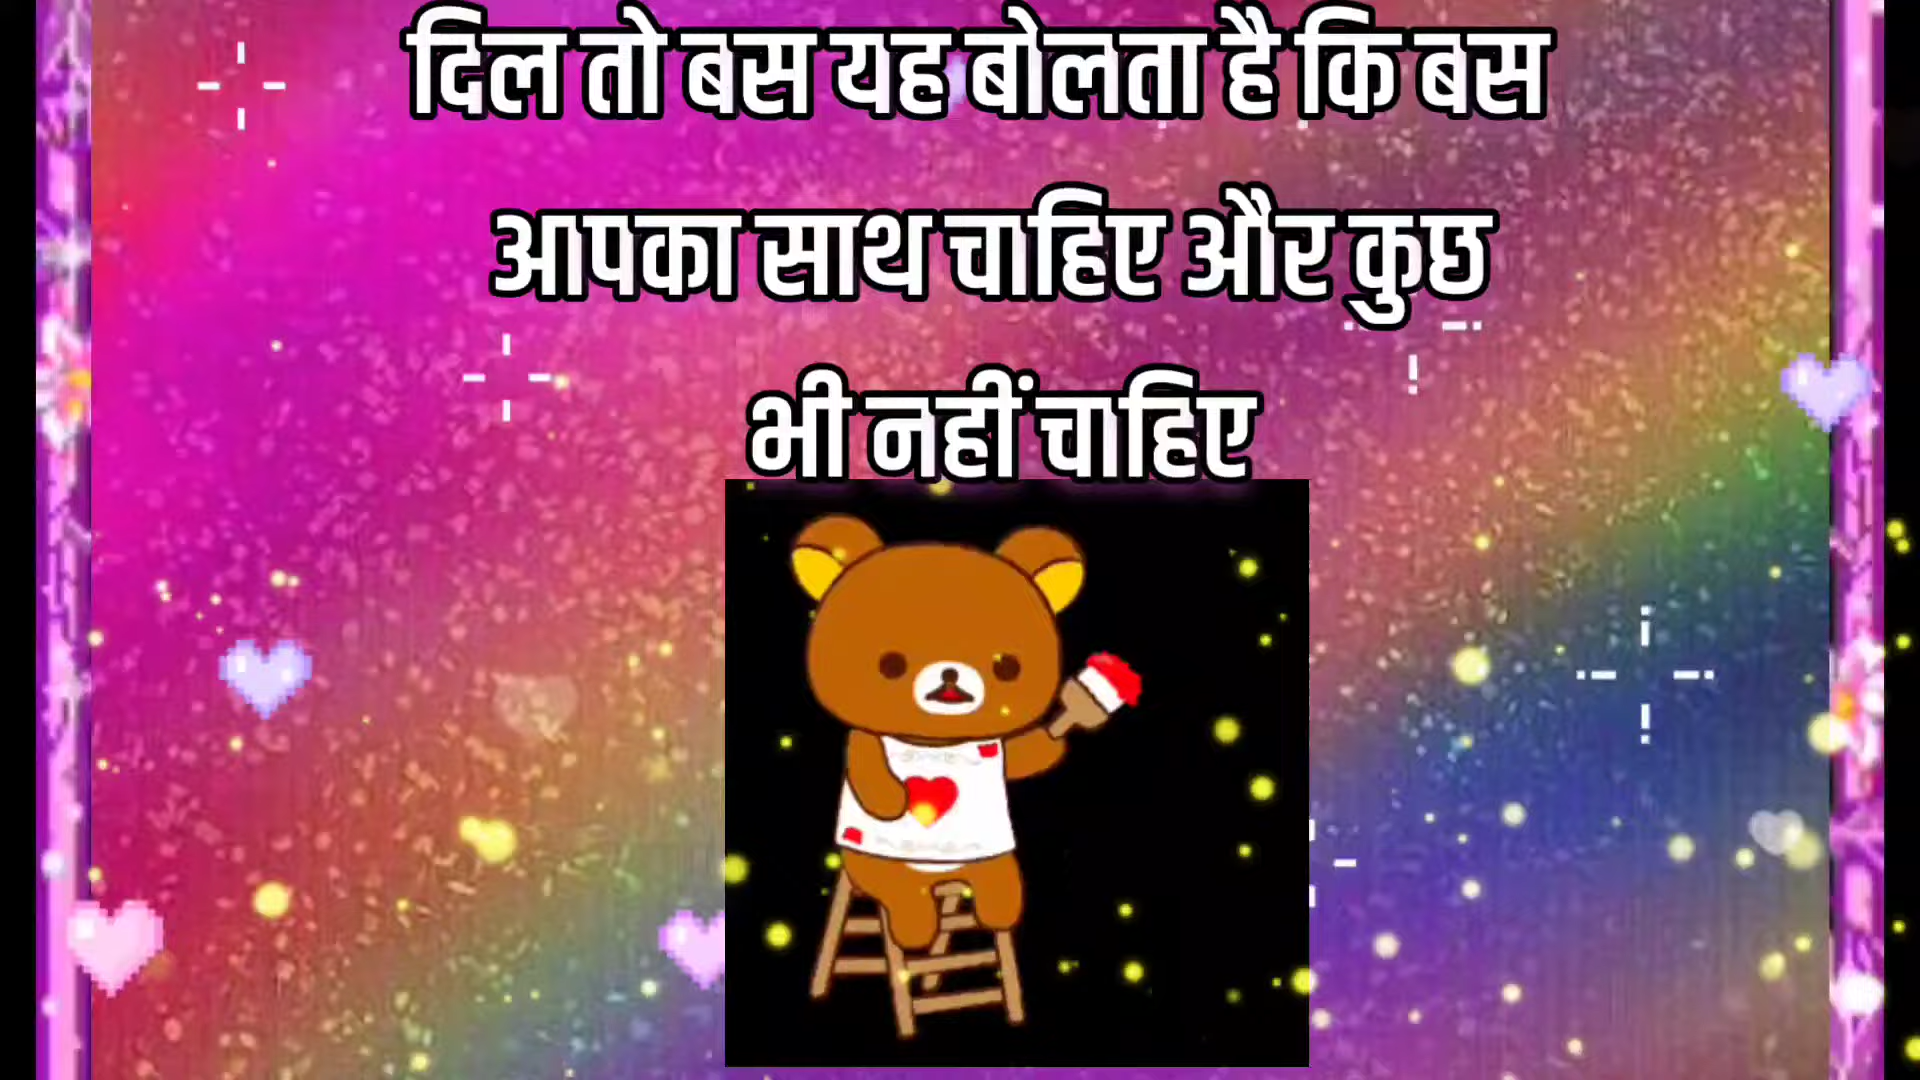 दिल तो बस यह बोलता है कि बस
आपका साथ चाहिए और कुछ
भी नहीं चाहिए